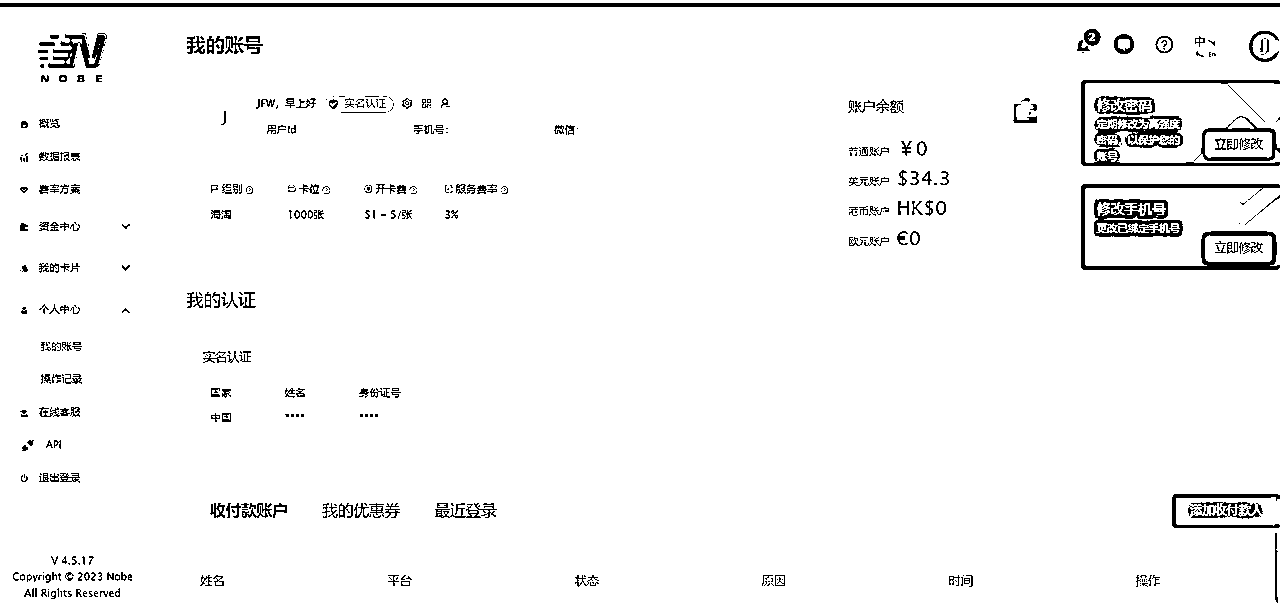 NOBE
我的账号
2
中
En
JFW，早上好
实名认证
J
用户Id
手机号：
微信：
账户余额
普通账户 ￥0
美元账户 $34.3
港币账户 HK$0
欧元账户 €0
修改密码
定期修改为高强度
密码，以保护您的
账号
立即修改
修改手机号
更改已绑定手机号
立即修改
概览
数据报表
费率方案
资金中心
我的卡片
个人中心
我的账号
操作记录
在线客服
API
退出登录
组别
卡位
开卡费
服务费率
海淘
1000张
$1 - 5/张
3%
我的认证
实名认证
国家
姓名
身份证号
中国
****
****
收付款账户
我的优惠券
最近登录
添加收付款人
姓名
平台
状态
原因
时间
操作
V 4.5.17
Copyright © 2023 Nobe
All Rights Reserved